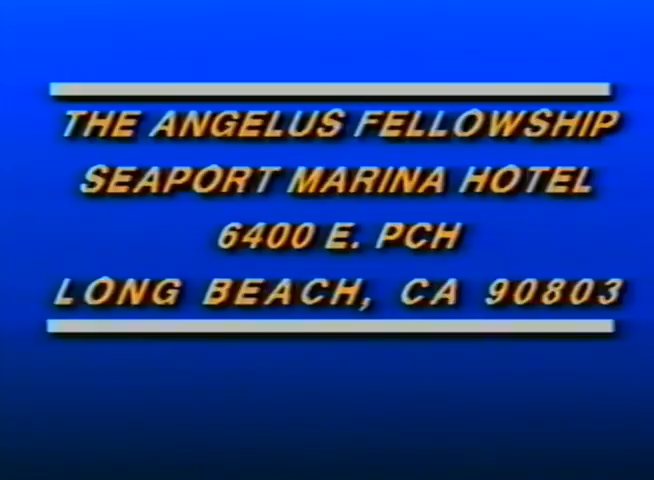 THE ANGELUS FELLOWSHIP
SEAPORT MARINA HOTEL
6400 E. PCH
LONG BEACH, CA 90803